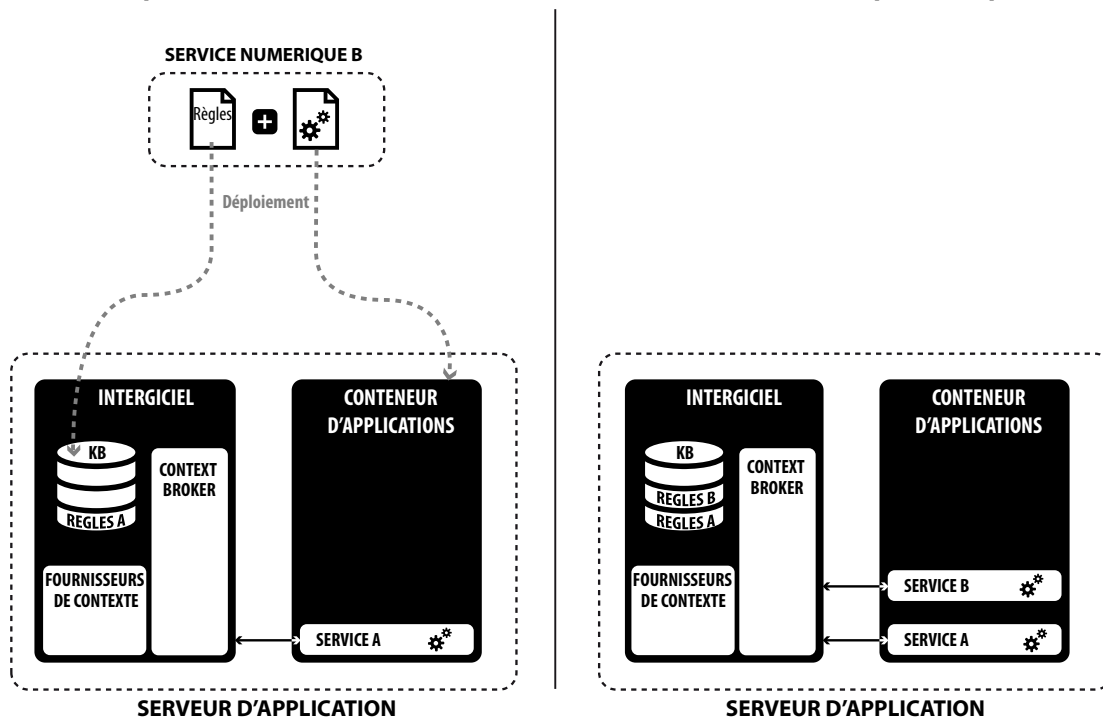 SERVICE NUMERIQUE B
Règles
Déploiement
INTERGICIEL
KB
REGLES A
CONTEXT
BROKER
FOURNISSEURS
DE CONTEXTE
CONTENEUR
D'APPLICATIONS
SERVICE A
SERVEUR D'APPLICATION
INTERGICIEL
KB
REGLES B
REGLES A
CONTEXT
BROKER
FOURNISSEURS
DE CONTEXTE
CONTENEUR
D'APPLICATIONS
SERVICE B
SERVICE A
SERVEUR D'APPLICATION